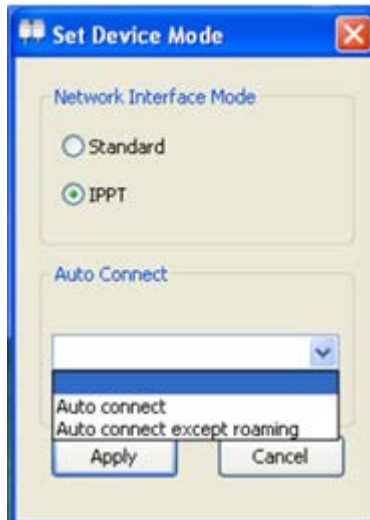 Set Device Mode
Network Interface Mode
Standard
IPPT
Auto Connect
Auto connect
Auto connect except roaming
Apply Cancel